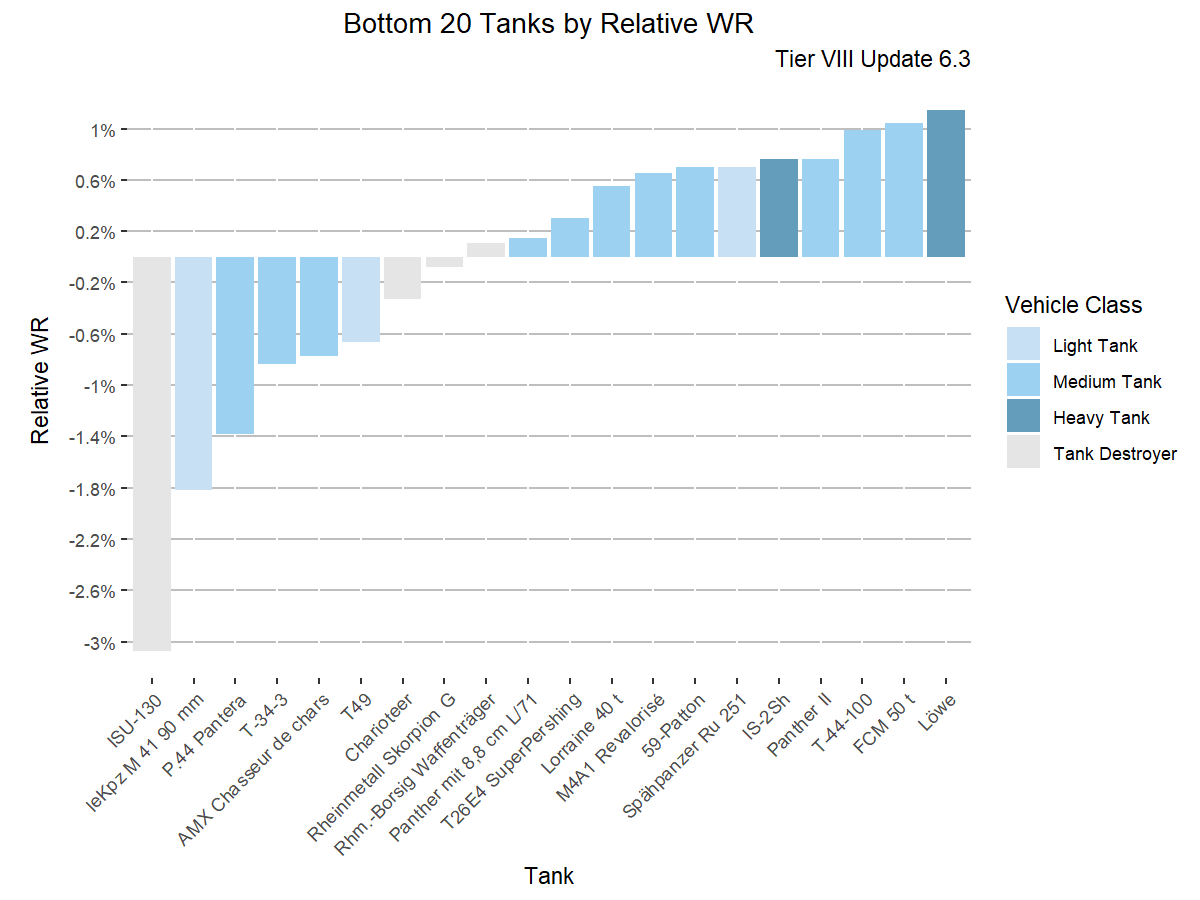 Bottom 20 Tanks by Relative WR
Tier VIII Update 6.3
Relative WR
1%
0.6%
0.2%
-0.2%
-0.6%
-1%
-1.4%
-1.8%
-2.2%
-2.6%
-3%
ISU-130
leKpz M 41 90 mm
P.44 Pantera
T-34-3
AMX Chasseur de chars
T49
Charioteer
Rheinmetall Skorpion G
Rhm.-Borsig Waffenträger
Panther mit 8,8 cm L/71
T26E4 SuperPershing
Lorraine 40 t
M4A1 Revalorisé
59-Patton
Spähpanzer Ru 251
IS-2Sh
Panther II
T-44-100
FCM 50 t
Löwe
Tank
Vehicle Class
Light Tank
Medium Tank
Heavy Tank
Tank Destroyer